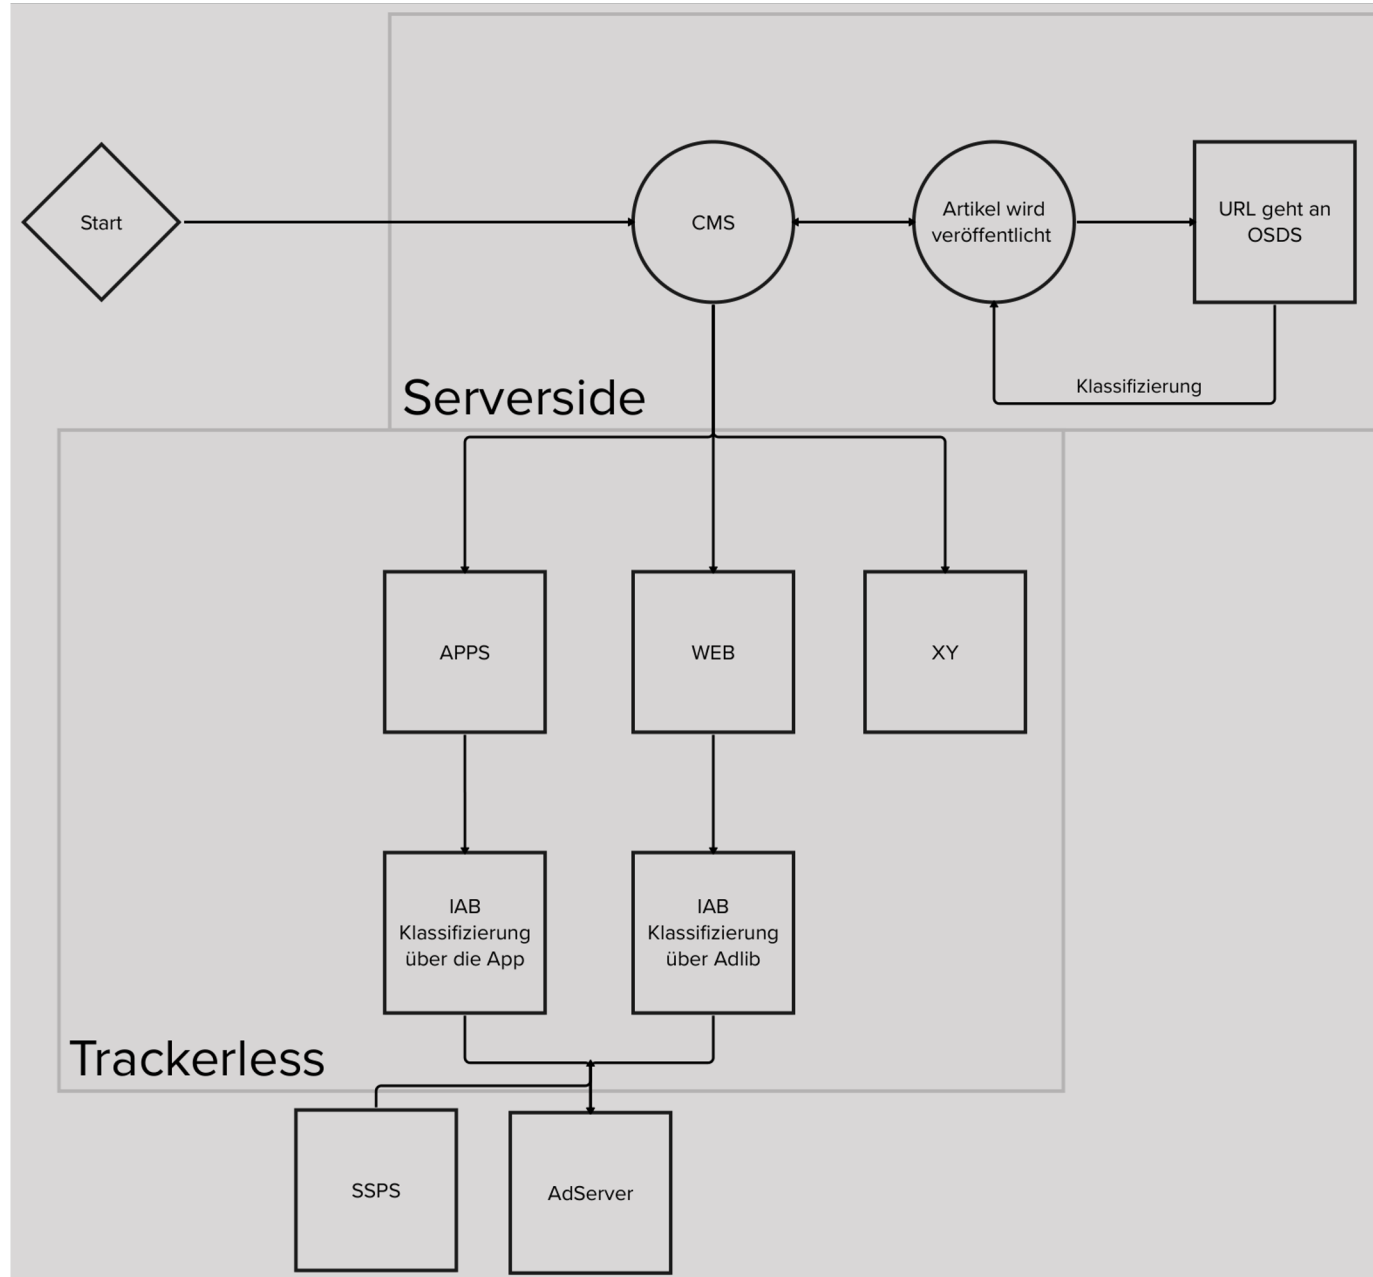 Start
CMS
Artikel wird
veröffentlicht
URL geht an
OSDS
Klassifizierung
Serverside
APPS
WEB
XY
IAB
Klassifizierung
über die App
IAB
Klassifizierung
über Adlib
Trackerless
SSPS
AdServer